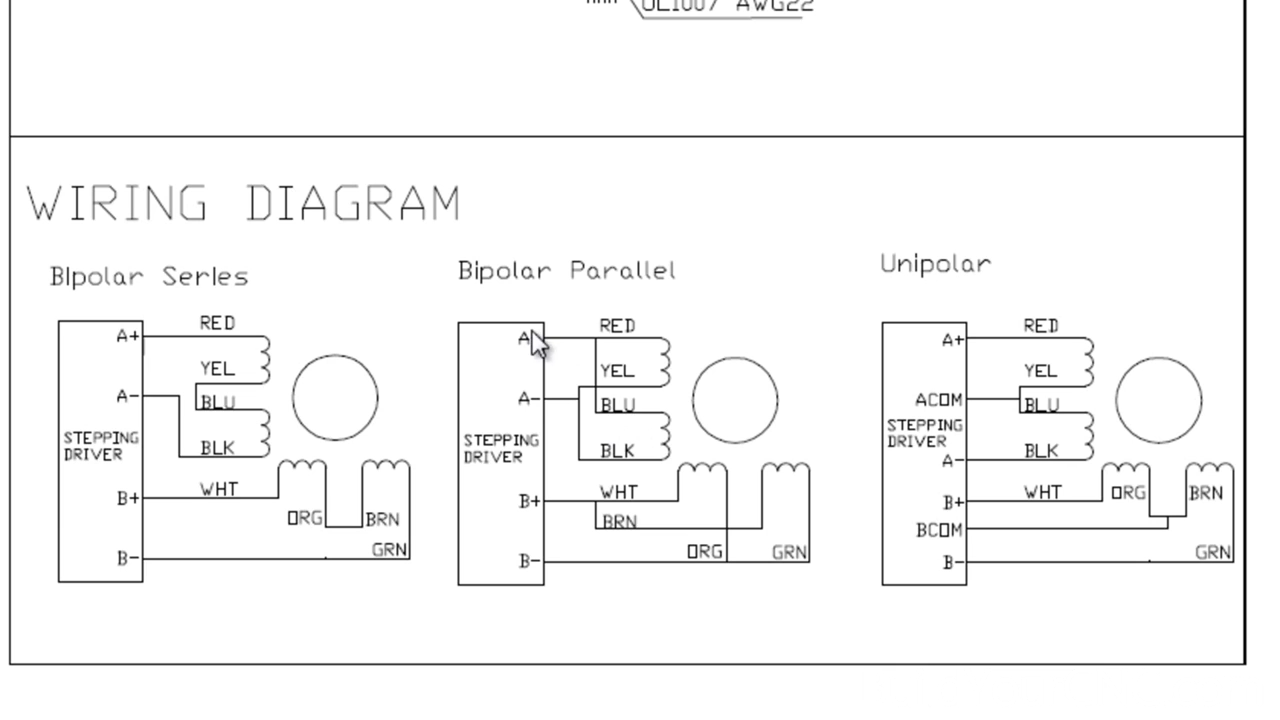 UL1007 AWG22
WIRING DIAGRAM
BIpolar SerIes
Bipolar Parallel
Unipolar
A+
RED
YEL
A-
BLU
STEPPING
DRIVER
BLK
B+
WHT
ORG
BRN
B-
GRN
A
RED
YEL
A-
BLU
STEPPING
DRIVER
BLK
B+
WHT
BRN
B-
ORG
GRN
A+
RED
YEL
ACOM
BLU
STEPPING
DRIVER
A-
BLK
B+
WHT
ORG
BRN
BCOM
B-
GRN